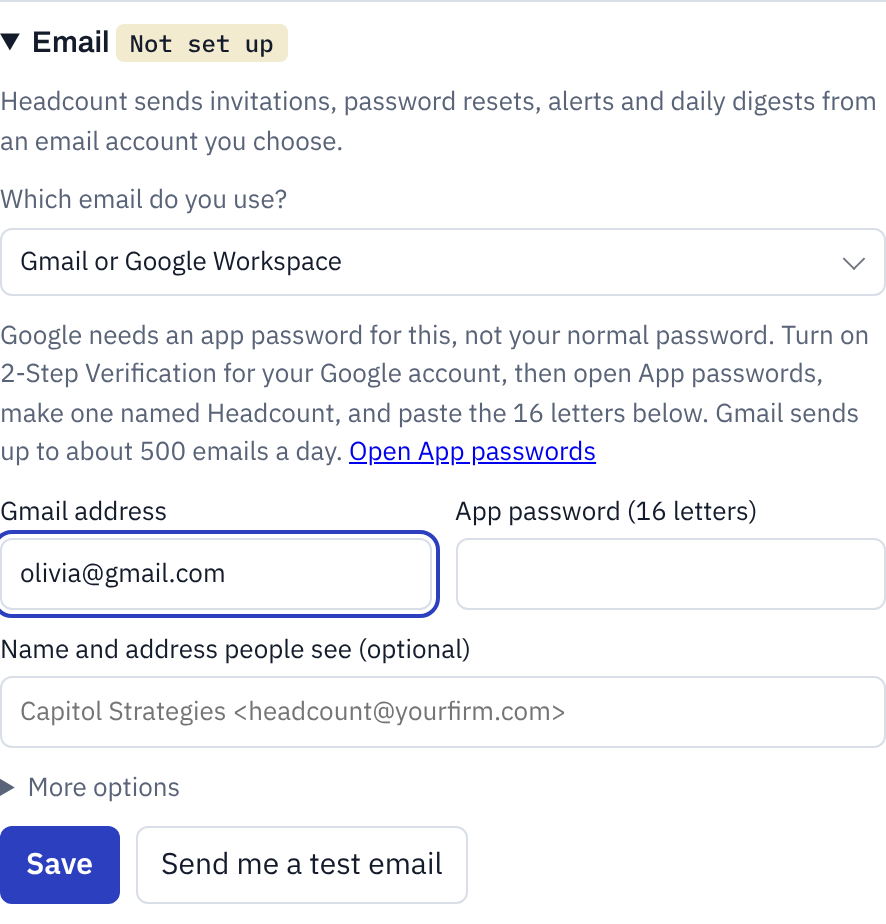 Email Not set up
Headcount sends invitations, password resets, alerts and daily digests from
an email account you choose.
Which email do you use?
Gmail or Google Workspace
Google needs an app password for this, not your normal password. Turn on
2-Step Verification for your Google account, then open App passwords,
make one named Headcount, and paste the 16 letters below. Gmail sends
up to about 500 emails a day. Open App passwords
Gmail address App password (16 letters)
olivia@gmail.com
Name and address people see (optional)
Capitol Strategies <headcount@yourfirm.com>
More options
Save Send me a test email